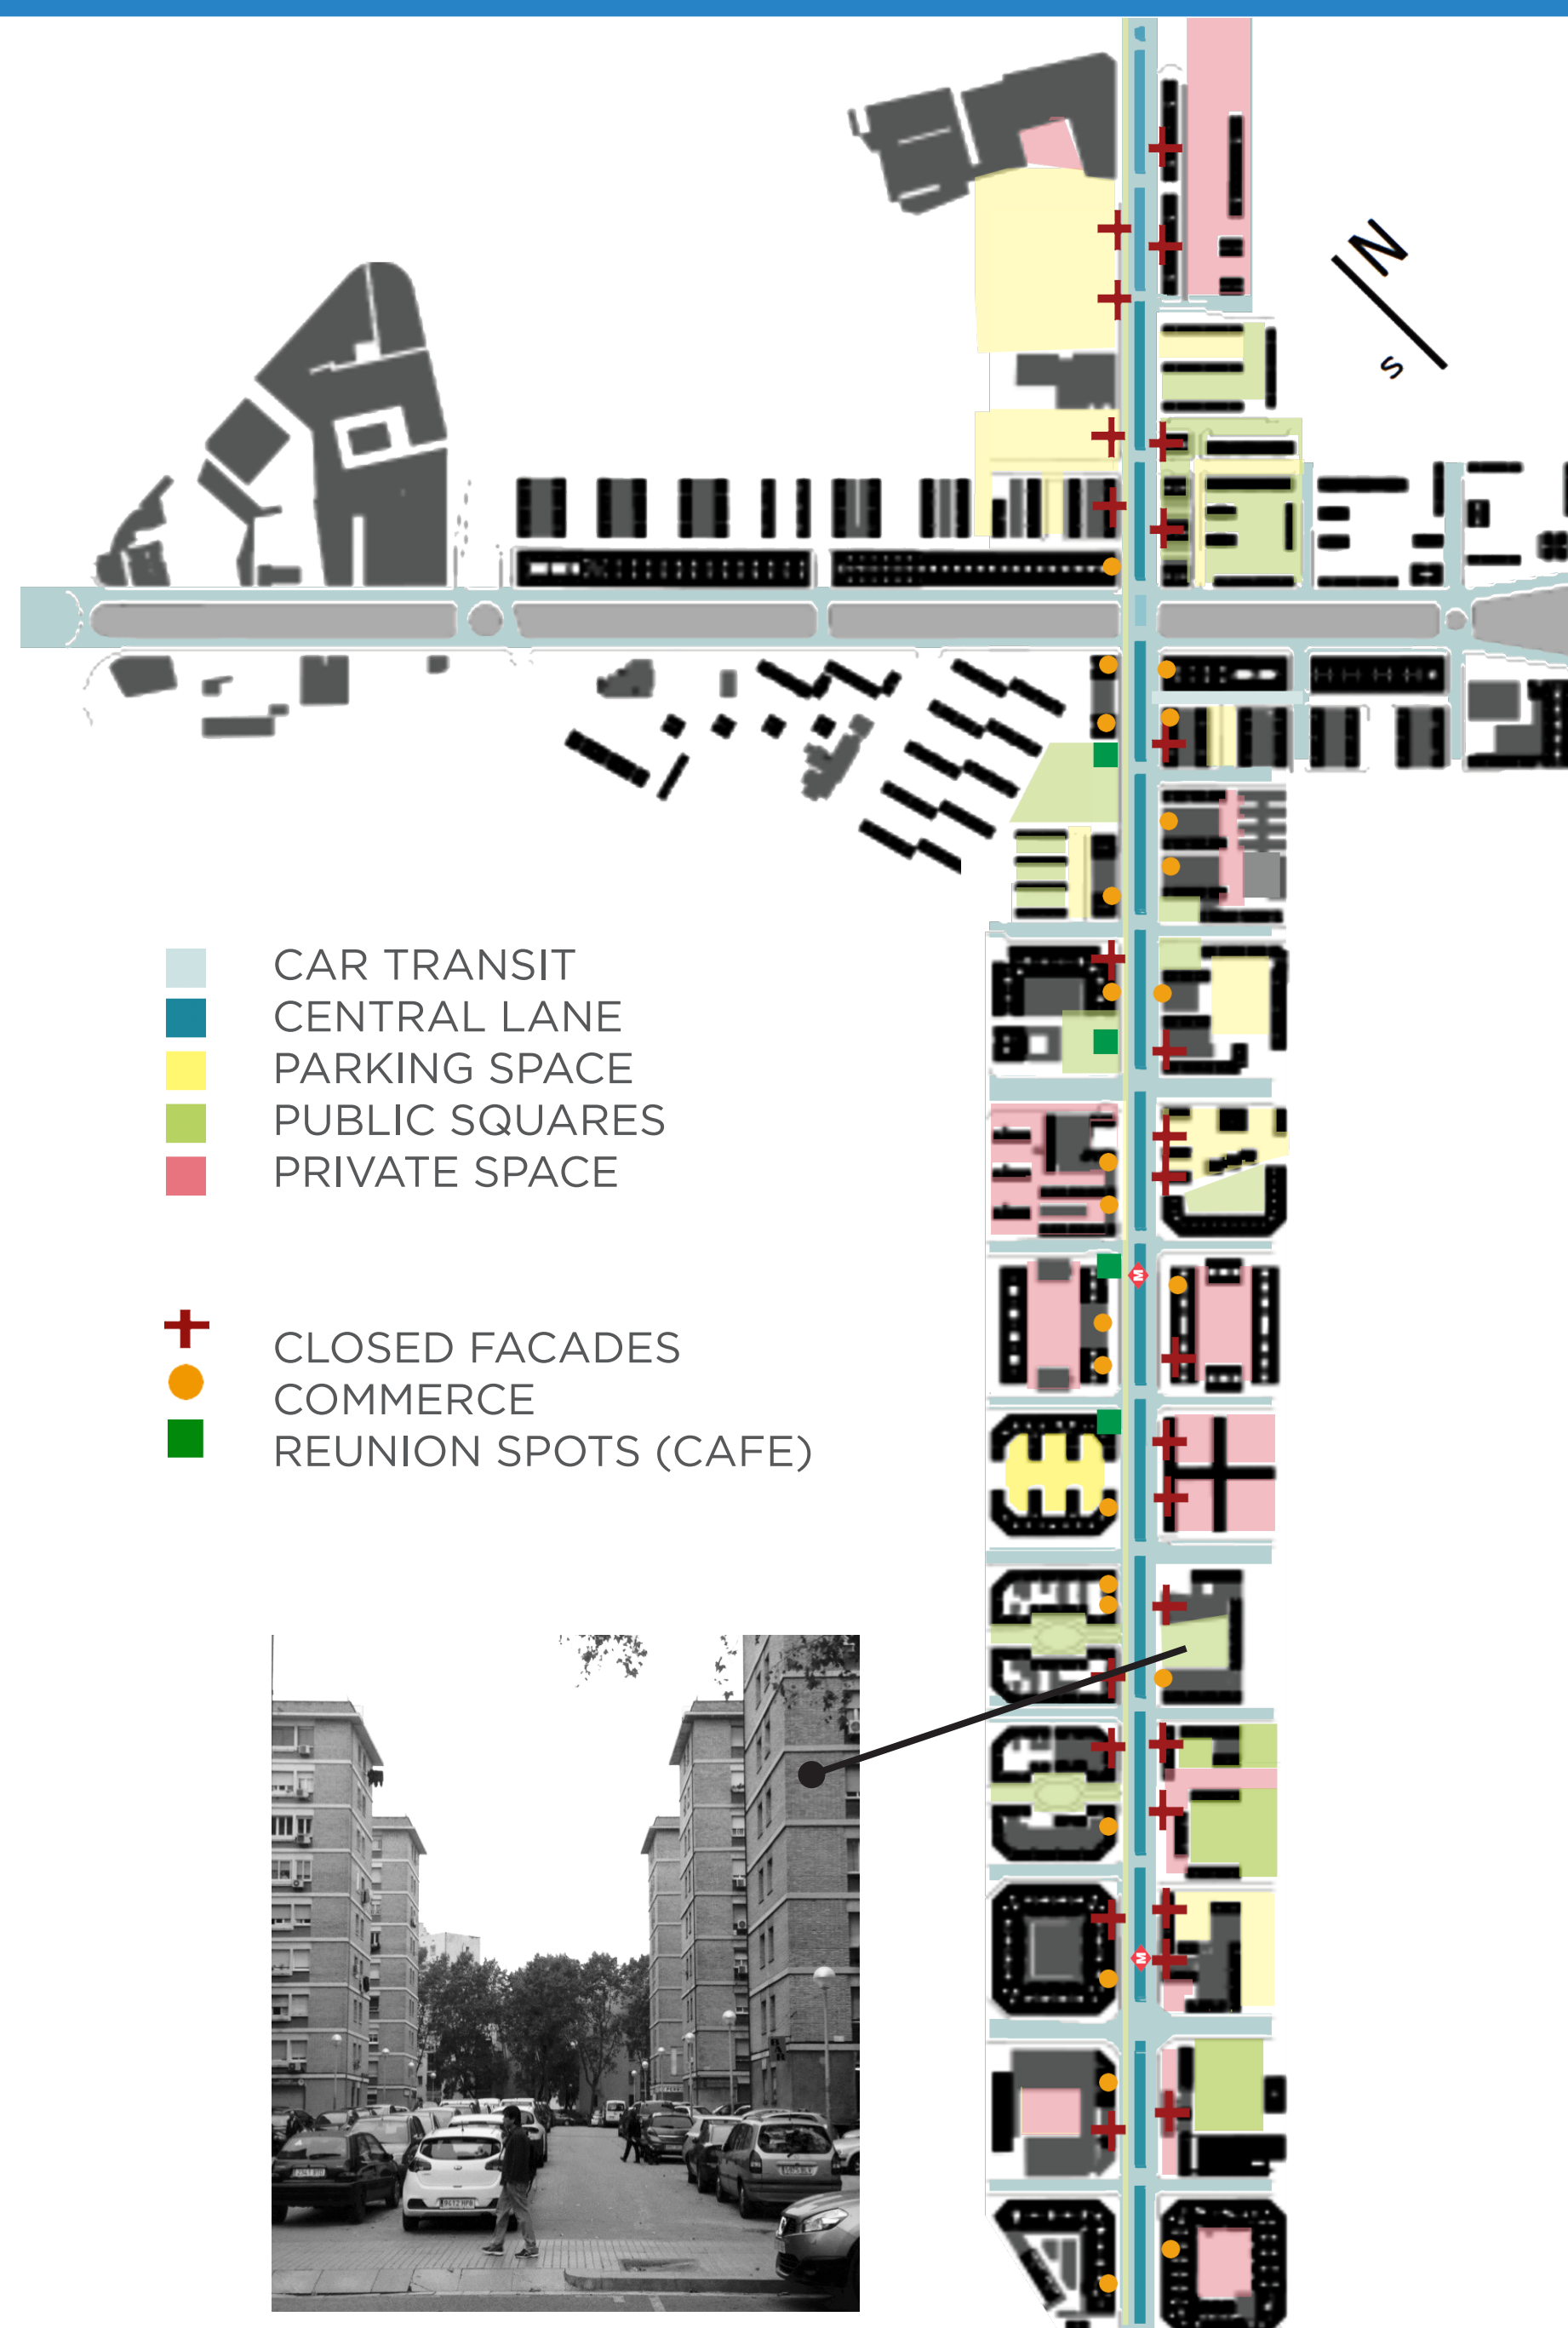 N
S
CAR TRANSIT
CENTRAL LANE
PARKING SPACE
PUBLIC SQUARES
PRIVATE SPACE
CLOSED FACADES
COMMERCE
REUNION SPOTS (CAFE)
M
M